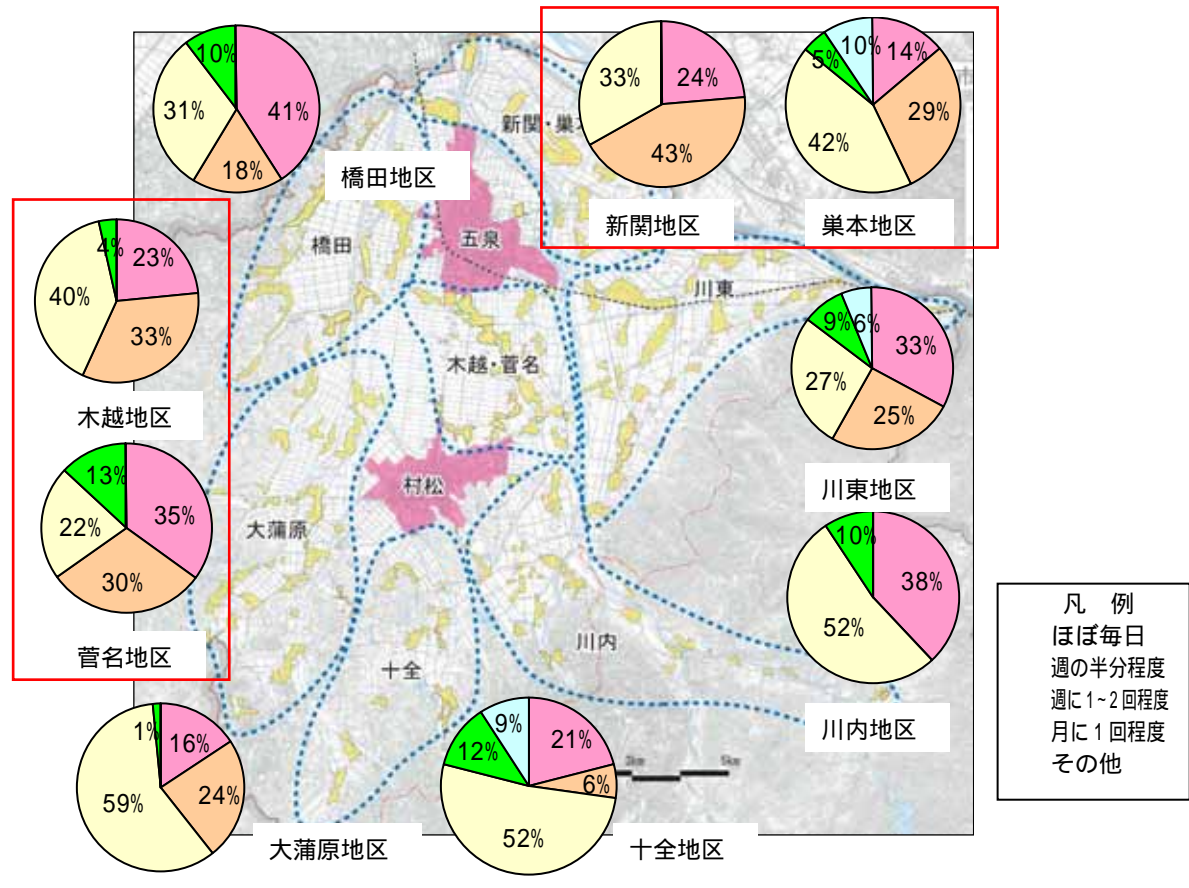 10%
41%
18%
31%
橋田地区
24%
43%
33%
新関地区
10%
14%
29%
42%
5%
巣本地区
新関・巣
市
五泉
橋田
川東
木越・菅名
村松
大蒲原
十全
川内
4%
23%
33%
40%
木越地区
13%
35%
30%
22%
菅名地区
9%
6%
33%
25%
27%
川東地区
10%
38%
52%
川内地区
1%
16%
24%
59%
大蒲原地区
9%
21%
6%
52%
12%
十全地区
5km
凡 例
ほぼ毎日
週の半分程度
週に1~2回程度
月に1回程度
その他